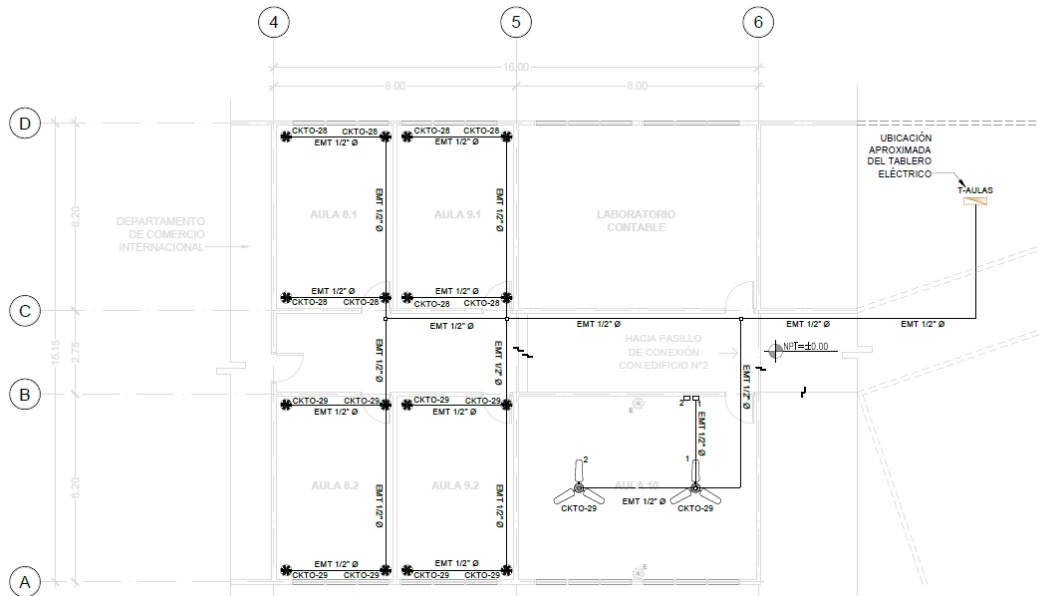 4
5
6
16.00
8.00
8.00
D
CKTO-28
CKTO-28
CKTO-28
CKTO-28
EMT 1/2" Ø
EMT 1/2" Ø
UBICACIÓN
APROXIMADA
DEL TABLERO
ELÉCTRICO
T-AULAS
EMT 1/2" Ø
EMT 1/2" Ø
6.20
DEPARTAMENTO
DE COMERCIO
INTERNACIONAL
AULA 8.1
AULA 9.1
LABORATORIO
CONTABLE
EMT 1/2" Ø
EMT 1/2" Ø
CKTO-28
CKTO-28
CKTO-28
CKTO-28
C
EMT 1/2" Ø
EMT 1/2" Ø
EMT 1/2" Ø
EMT 1/2" Ø
15.15
2.75
EMT 1/2" Ø
EMT 1/2" Ø
HACIA PASILLO
DE CONEXIÓN
CON EDIFICIO N°2
NPT=±0.00
EMT 1/2" Ø
B
CKTO-29
CKTO-29
CKTO-29
CKTO-29
EMT 1/2" Ø
EMT 1/2" Ø
E
2
1
EMT 1/2" Ø
6.20
AULA 8.2
AULA 9.2
AULA 10
EMT 1/2" Ø
EMT 1/2" Ø
2
1
EMT 1/2" Ø
CKTO-29
CKTO-29
EMT 1/2" Ø
EMT 1/2" Ø
CKTO-29
CKTO-29
CKTO-29
CKTO-29
E
A